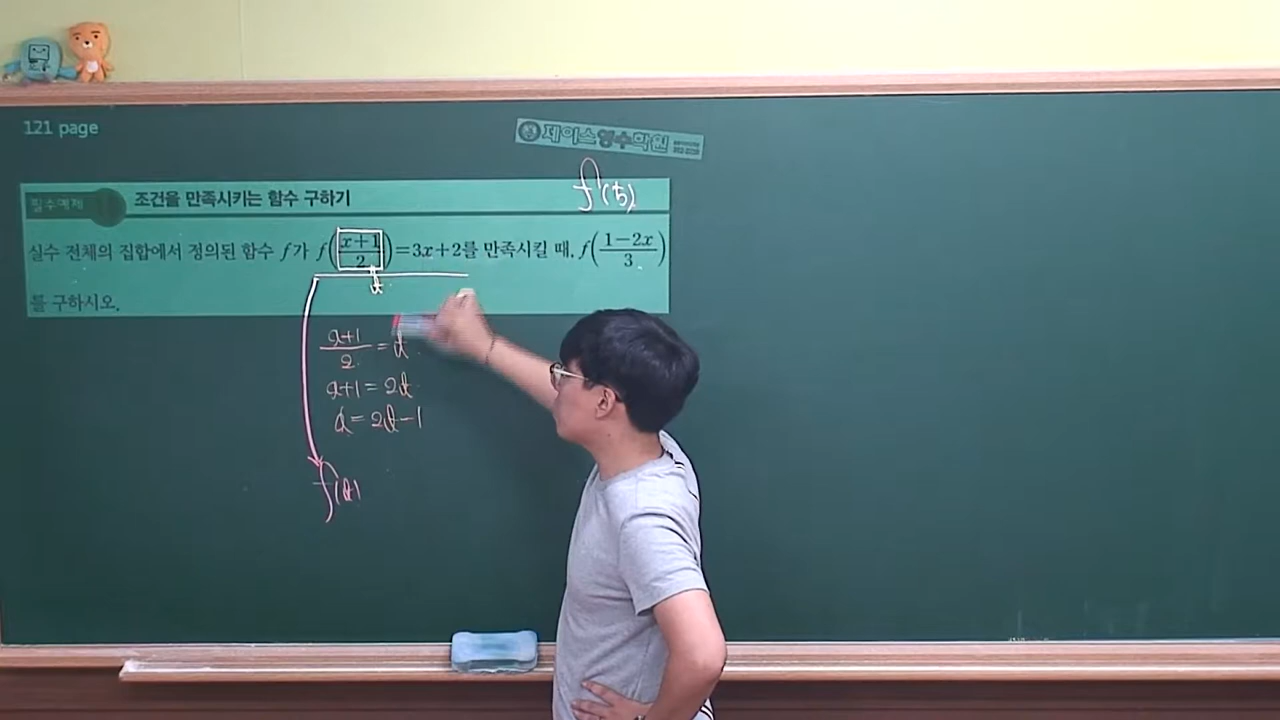 121 page
제이스영수학원
필수예제 조건을 만족시키는 함수 구하기
f(t)
실수 전체의 집합에서 정의된 함수 f가 f((x+1)/2)=3x+2를 만족시킬 때, f((1-2x)/3)
를 구하시오.
t
(x+1)/2 = t
x+1=2t
x=2t-1
f(t)